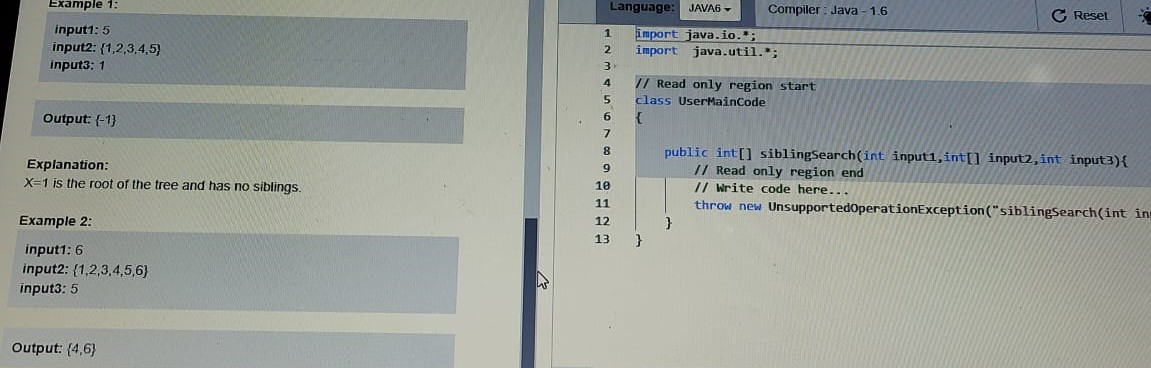 Example 1:
input1: 5
input2: {1,2,3,4,5}
input3: 1
Output: {-1}
Explanation:
X=1 is the root of the tree and has no siblings.
Example 2:
input1: 6
input2: {1,2,3,4,5,6}
input3: 5
Output: {4,6}
Language: JAVA6 Compiler : Java - 1.6 Reset
1 import java.io.*;
2 import java.util.*;
3
4 // Read only region start
5 class UserMainCode
6 {
7
8 public int[] siblingSearch(int input1,int[] input2,int input3){
9 // Read only region end
10 // Write code here...
11 throw new UnsupportedOperationException("siblingSearch(int in
12 }
13 }